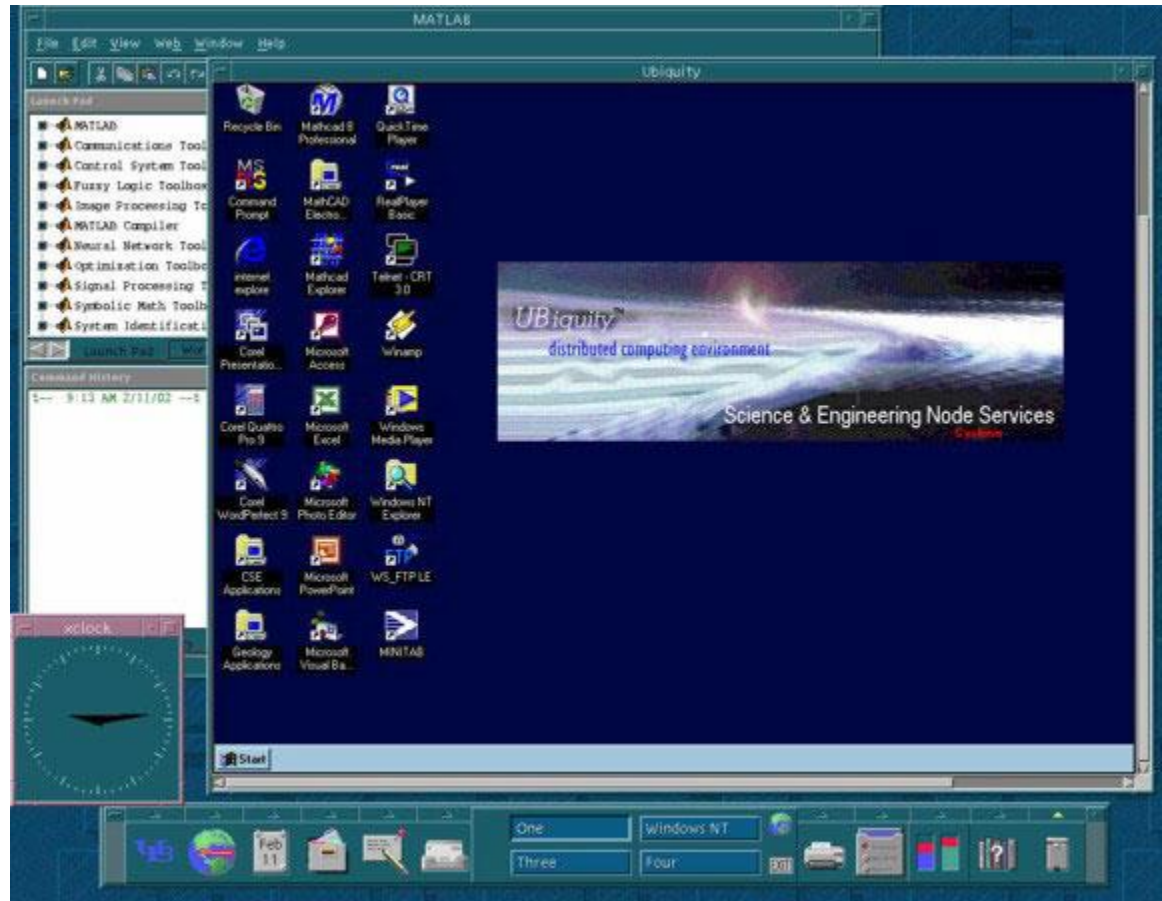 MATLAB
File Edit View Web Window Help
Ubiquity
Launch Pad
MATLAB
Communications Tool
Control System Tool
Fuzzy Logic Toolbox
Image Processing To
MATLAB Compiler
Neural Network Tool
Optimization Toolbo
Signal Processing T
Symbolic Math Toolb
System Identificati
Launch Pad Wor
Command History
%-- 9:13 AM 2/11/02 --%
Recycle Bin
Mathcad 8 Professional
QuickTime Player
MS
Command Prompt
MathCAD Electro...
real
RealPlayer Basic
internet explore
Mathcad Explorer
Telnet - CRT 3.0
Corel Presentatio...
Microsoft Access
Winamp
Corel Quattro Pro 9
Microsoft Excel
Windows Media Player
Corel WordPerfect 9
Microsoft Photo Editor
Windows NT Explorer
CSE Applications
Microsoft PowerPoint
FTP
WS_FTP LE
Geology Applications
Microsoft Visual Ba...
MINITAB
UBiquity
distributed computing environment
Science & Engineering Node Services
Start
xclock
UB
Feb
11
One
Windows NT
Three
Four
EXIT
?